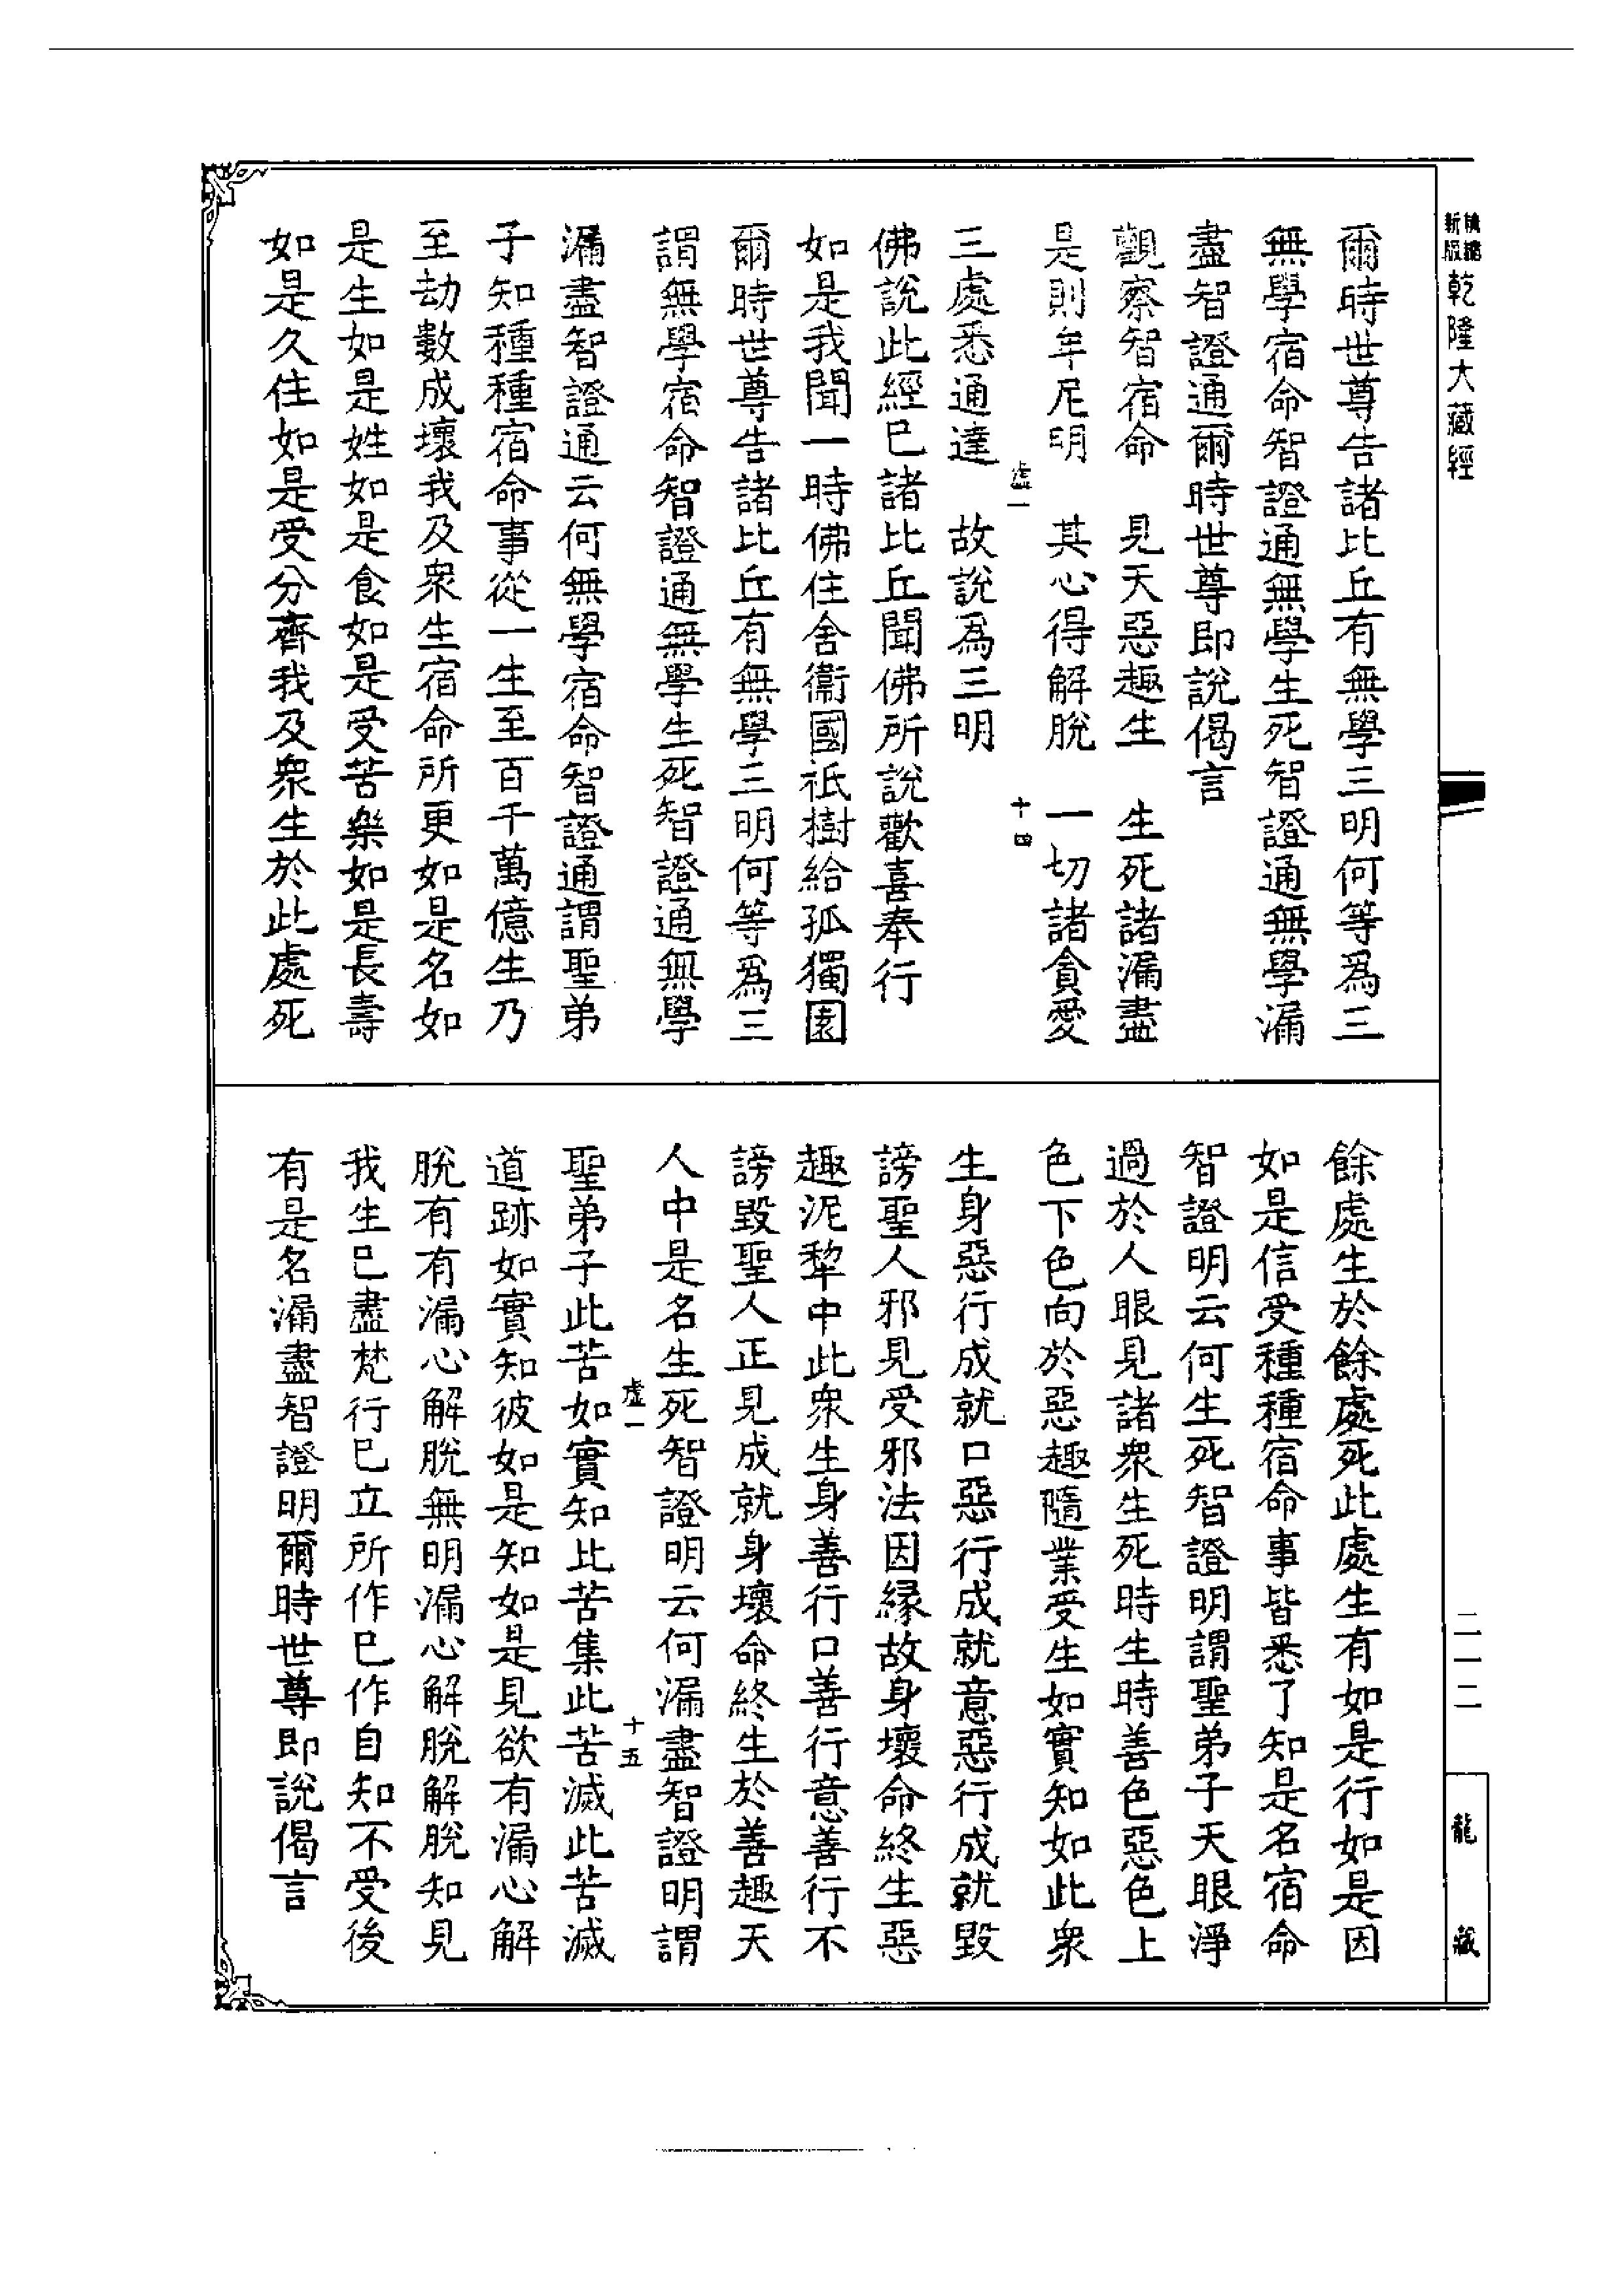 乾隆大藏經
爾時世尊告諸比丘有無學三明何等為三
無學宿命智證通無學生死智證通無學漏
盡智證通爾時世尊即說偈言
觀察智宿命　見天惡趣生　生死諸漏盡
是則牟尼明　其心得解脫　一切諸貪愛
虛一　十四
三處悉通達　故說為三明
佛說此經已諸比丘聞佛所說歡喜奉行
如是我聞一時佛住舍衞國祇樹給孤獨園
爾時世尊告諸比丘有無學三明何等為三
謂無學宿命智證通無學生死智證通無學
漏盡智證通云何無學宿命智證通謂聖弟
子知種種宿命事從一生至百千萬億生乃
至劫數成壞我及眾生宿命所更如是名如
是生如是姓如是食如是受苦樂如是長壽
如是久住如是受分齊我及眾生於此處死
餘處生於餘處死此處生有如是行如是因
如是信受種種宿命事皆悉了知是名宿命
智證明云何生死智證明謂聖弟子天眼淨
過於人眼見諸眾生死時生時善色惡色上
色下色向於惡趣隨業受生如實知如此眾
生身惡行成就口惡行成就意惡行成就毀
謗聖人邪見受邪法因緣故身壞命終生惡
趣泥犂中此眾生身善行口善行意善行不
謗毀聖人正見成就身壞命終生於善趣天
人中是名生死智證明云何漏盡智證明謂
虛一　十五
聖弟子此苦如實知此苦集此苦滅此苦滅
道跡如實知彼如是知如是見欲有漏心解
脫有有漏心解脫無明漏心解脫解脫知見
我生已盡梵行已立所作已作自知不受後
有是名漏盡智證明爾時世尊即說偈言
二一二
龍藏